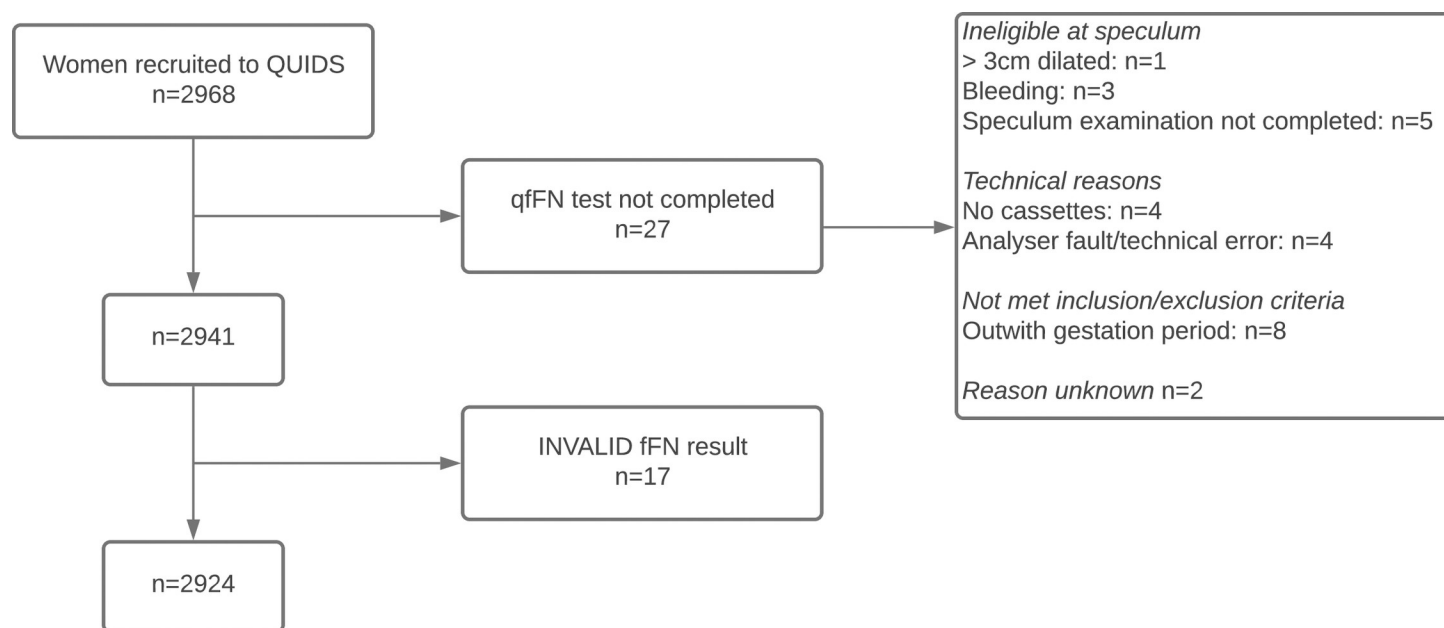 Women recruited to QUIDS
n=2968
qfFN test not completed
n=27
Ineligible at speculum
> 3cm dilated: n=1
Bleeding: n=3
Speculum examination not completed: n=5
Technical reasons
No cassettes: n=4
Analyser fault/technical error: n=4
Not met inclusion/exclusion criteria
Outwith gestation period: n=8
Reason unknown n=2
n=2941
INVALID fFN result
n=17
n=2924